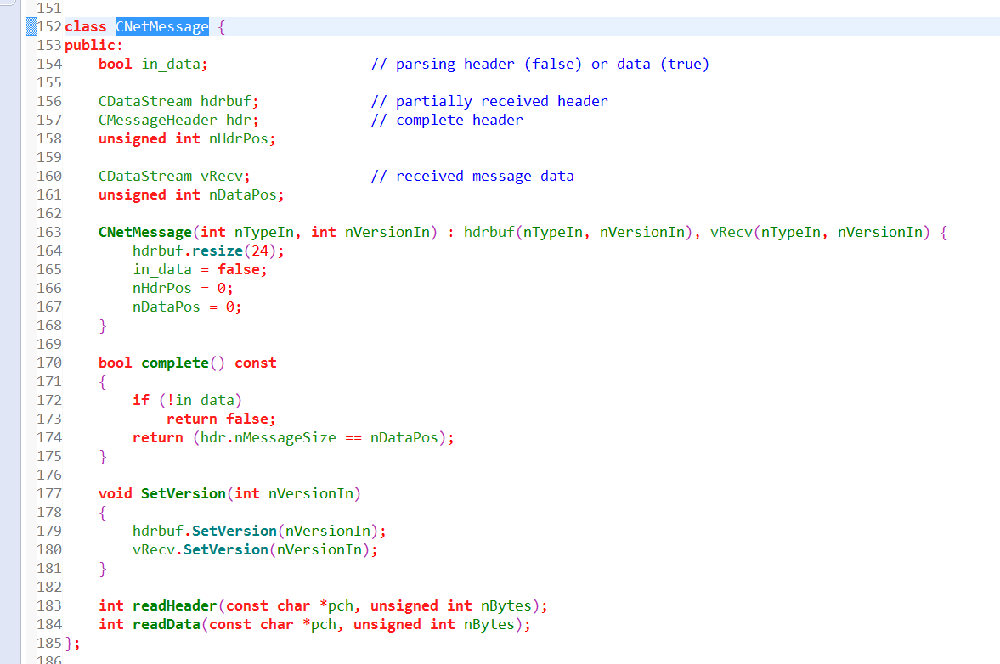 151
152 class CNetMessage {
153 public:
154     bool in_data;                   // parsing header (false) or data (true)
155
156     CDataStream hdrbuf;             // partially received header
157     CMessageHeader hdr;             // complete header
158     unsigned int nHdrPos;
159
160     CDataStream vRecv;              // received message data
161     unsigned int nDataPos;
162
163     CNetMessage(int nTypeIn, int nVersionIn) : hdrbuf(nTypeIn, nVersionIn), vRecv(nTypeIn, nVersionIn) {
164         hdrbuf.resize(24);
165         in_data = false;
166         nHdrPos = 0;
167         nDataPos = 0;
168     }
169
170     bool complete() const
171     {
172         if (!in_data)
173             return false;
174         return (hdr.nMessageSize == nDataPos);
175     }
176
177     void SetVersion(int nVersionIn)
178     {
179         hdrbuf.SetVersion(nVersionIn);
180         vRecv.SetVersion(nVersionIn);
181     }
182
183     int readHeader(const char *pch, unsigned int nBytes);
184     int readData(const char *pch, unsigned int nBytes);
185 };
186